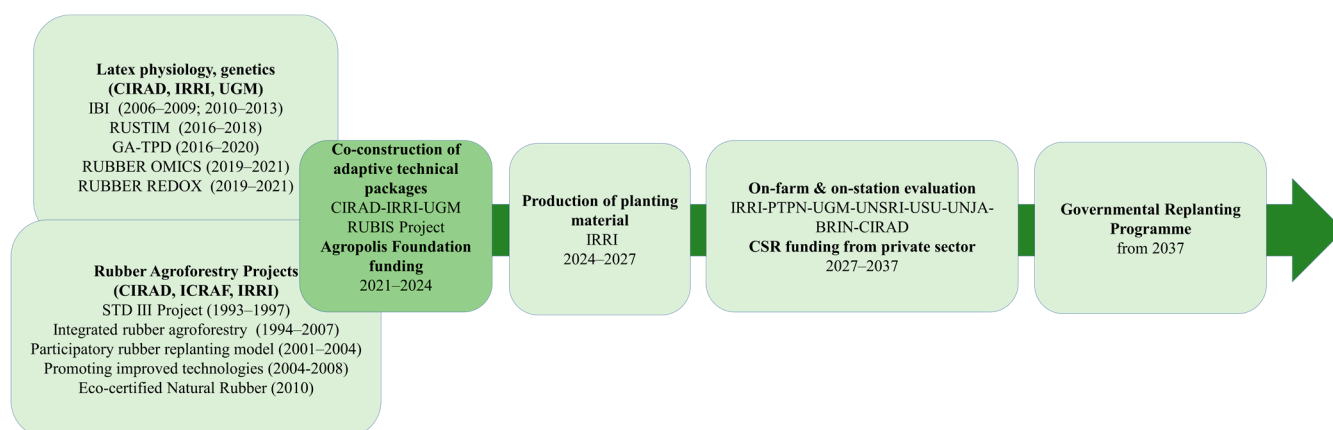 Latex physiology, genetics
(CIRAD, IRRI, UGM)
IBI (2006–2009; 2010–2013)
RUSTIM (2016–2018)
GA-TPD (2016–2020)
RUBBER OMICS (2019–2021)
RUBBER REDOX (2019–2021)
Rubber Agroforestry Projects
(CIRAD, ICRAF, IRRI)
STD III Project (1993–1997)
Integrated rubber agroforestry (1994–2007)
Participatory rubber replanting model (2001–2004)
Promoting improved technologies (2004-2008)
Eco-certified Natural Rubber (2010)
Co-construction of
adaptive technical
packages
CIRAD-IRRI-UGM
RUBIS Project
Agropolis Foundation
funding
2021–2024
Production of planting
material
IRRI
2024–2027
On-farm & on-station evaluation
IRRI-PTPN-UGM-UNSRI-USU-UNJA-
BRIN-CIRAD
CSR funding from private sector
2027–2037
Governmental Replanting
Programme
from 2037